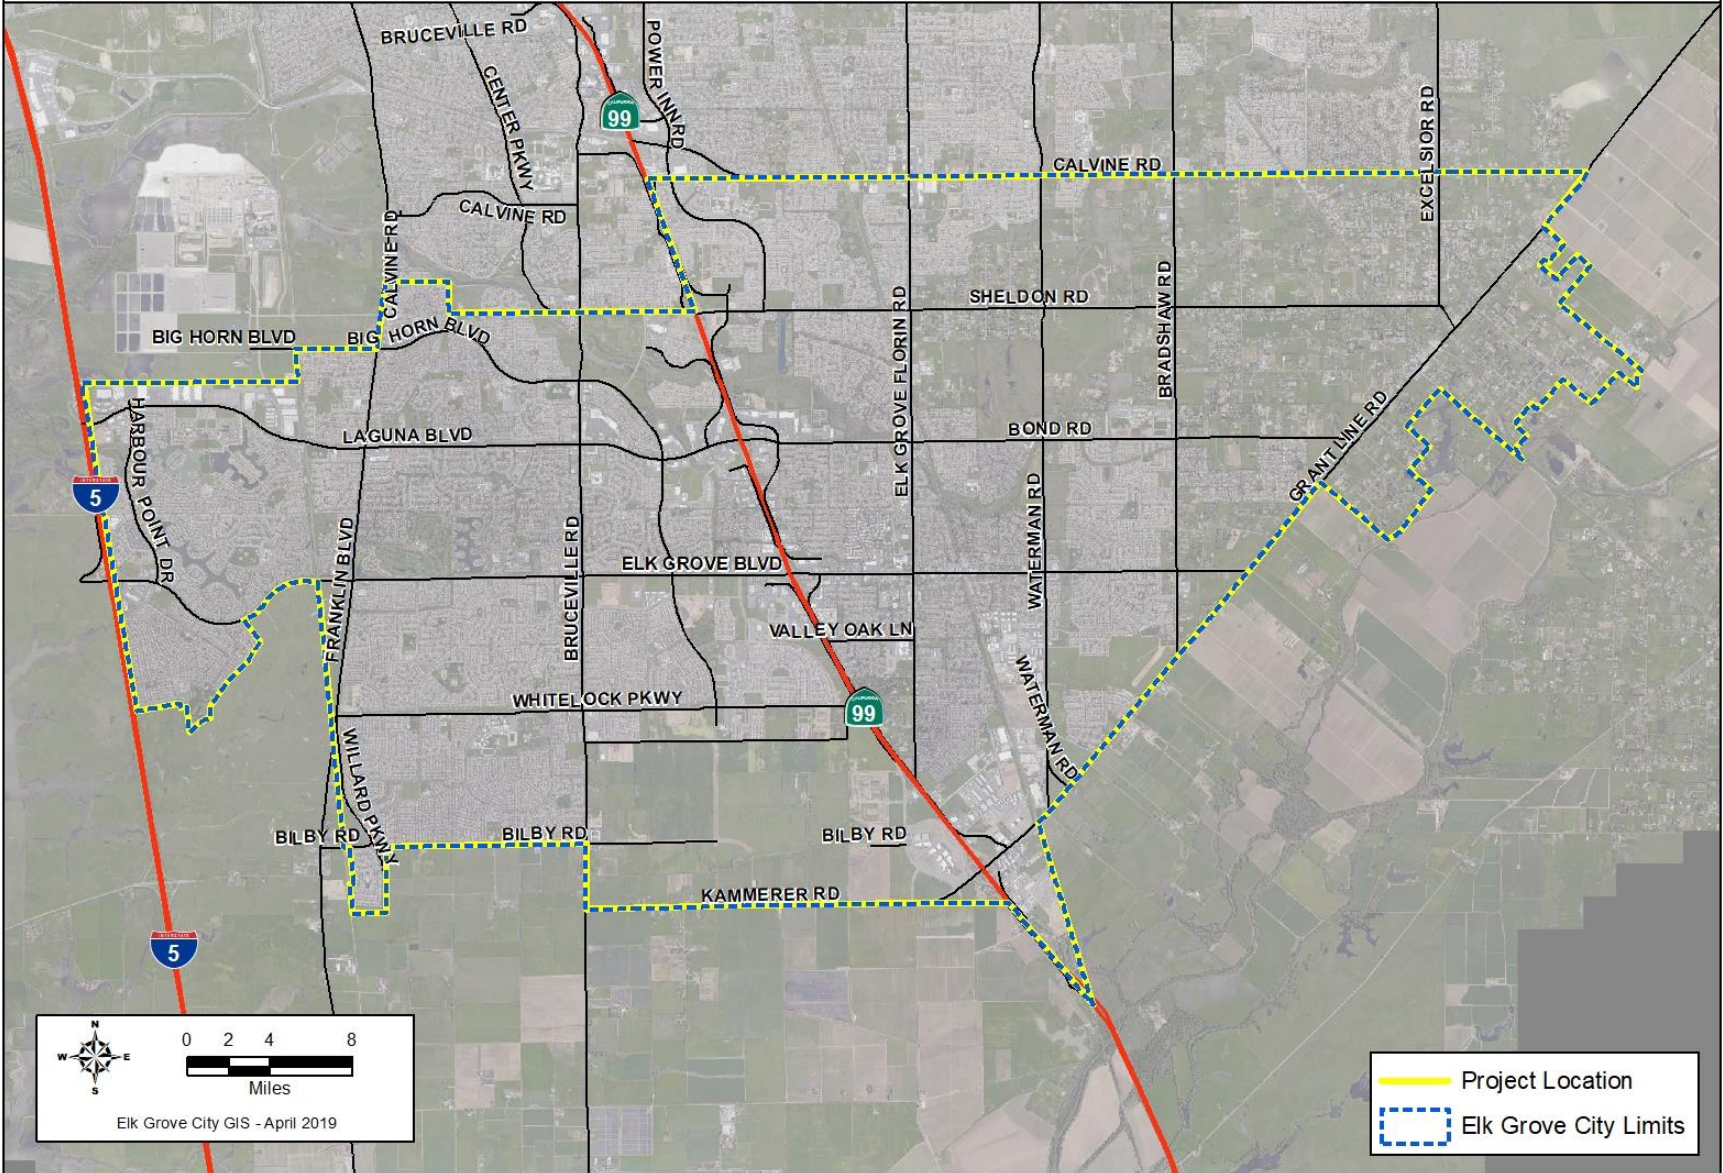 BRUCEVILLE RD
POWER INN RD
CENTER PKWY
CALIFORNIA
99
EXCELSIOR RD
CALVINE RD
CALVINE RD
CALVINE RD
SHELDON RD
BRADSHAW RD
ELK GROVE FLORIN RD
BIG HORN BLVD
BIG HORN BLVD
HARBOUR POINT DR
LAGUNA BLVD
BOND RD
GRANT LINE RD
INTERSTATE
5
FRANKLIN BLVD
BRUCEVILLE RD
WATERMAN RD
ELK GROVE BLVD
VALLEY OAK LN
WATERMAN RD
WHITELOCK PKWY
CALIFORNIA
99
WILLARD PKWY
BILBY RD
BILBY RD
BILBY RD
KAMMERER RD
INTERSTATE
5
N
W E
S
0 2 4 8
Miles
Elk Grove City GIS - April 2019
Project Location
Elk Grove City Limits